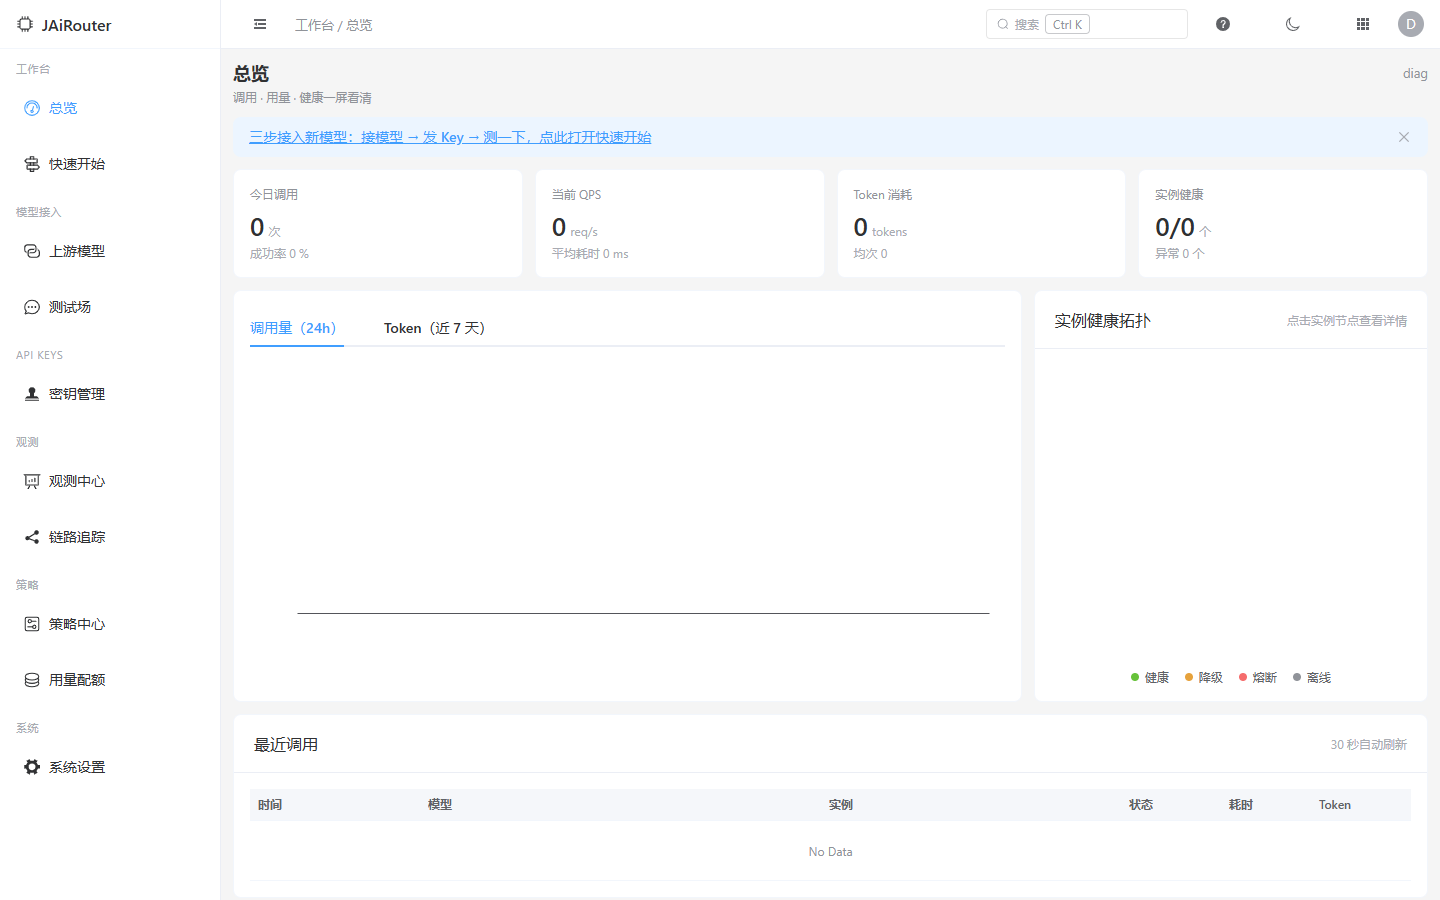 JAiRouter
工作台 / 总览
搜索 Ctrl K
D
工作台
总览
快速开始
模型接入
上游模型
测试场
API KEYS
密钥管理
观测
观测中心
链路追踪
策略
策略中心
用量配额
系统
系统设置
总览
diag
调用 · 用量 · 健康一屏看清
三步接入新模型：接模型 → 发 Key → 测一下，点此打开快速开始
今日调用
0 次
成功率 0 %
当前 QPS
0 req/s
平均耗时 0 ms
Token 消耗
0 tokens
均次 0
实例健康
0/0 个
异常 0 个
调用量（24h） Token（近 7 天）
实例健康拓扑 点击实例节点查看详情
健康 降级 熔断 离线
最近调用 30 秒自动刷新
时间 模型 实例 状态 耗时 Token
No Data